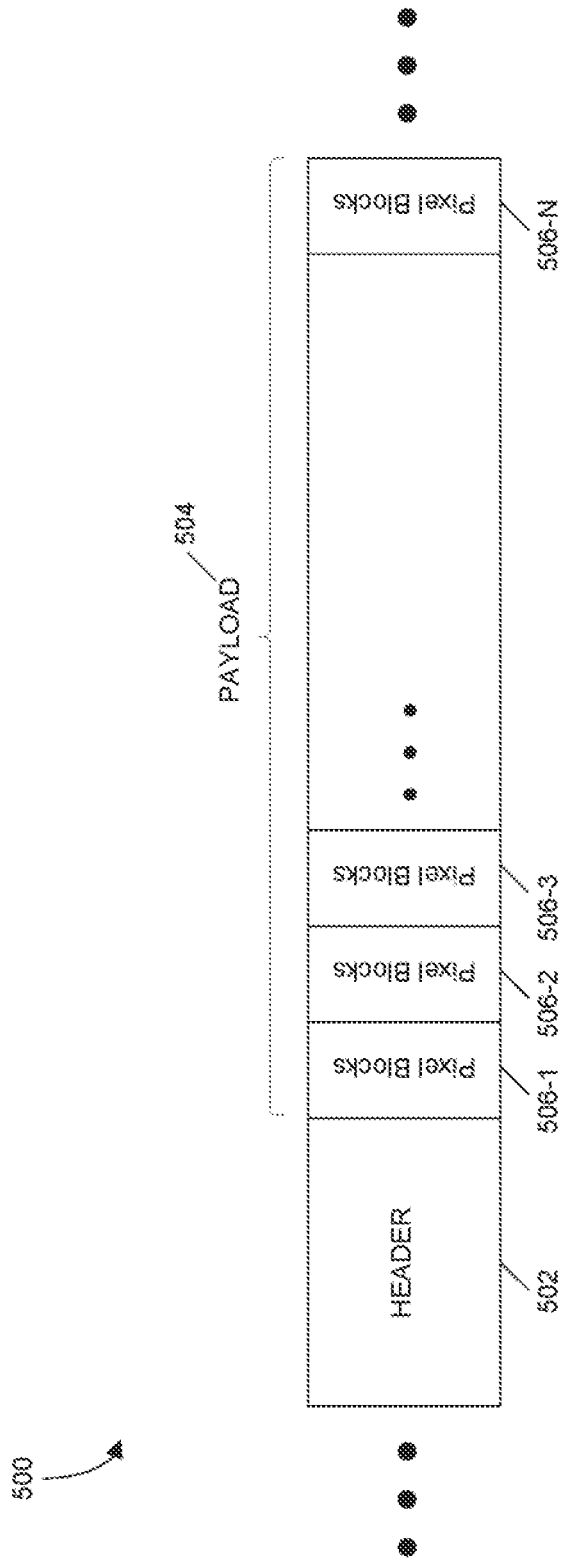 500
504
PAYLOAD
HEADER
Pixel Blocks
Pixel Blocks
Pixel Blocks
Pixel Blocks
502
506-1
506-2
506-3
506-N